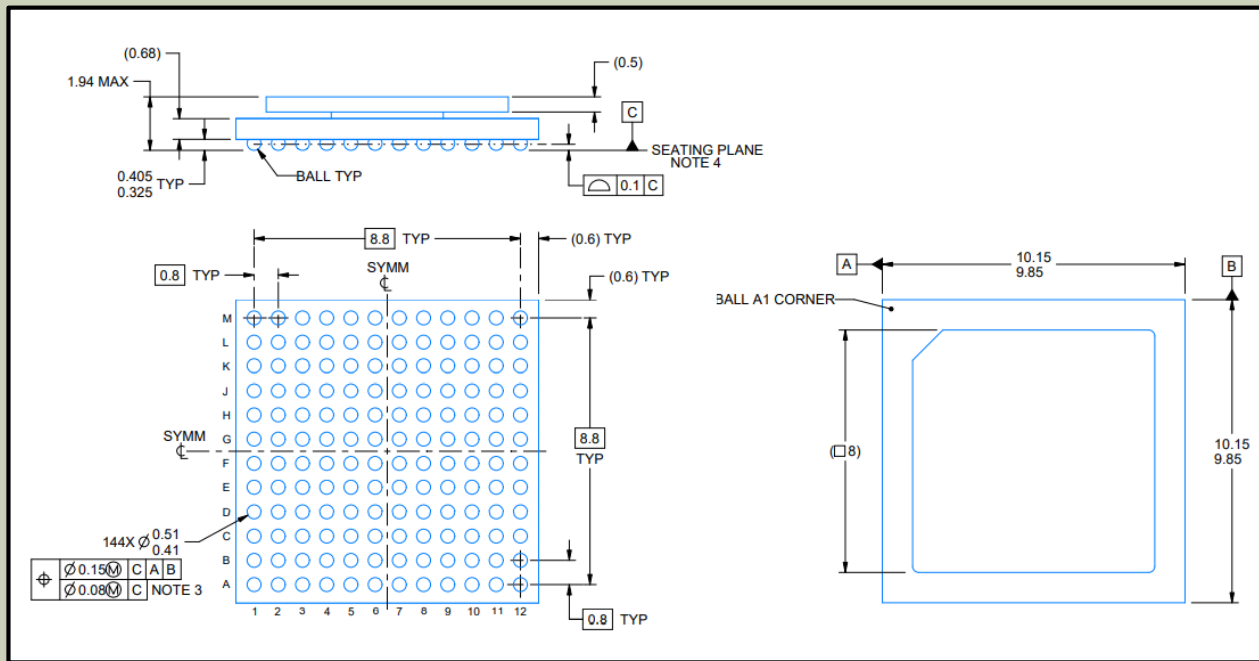 (0.68)
1.94 MAX
(0.5)
C
SEATING PLANE
NOTE 4
0.405
0.325 TYP
BALL TYP
0.1 C
8.8 TYP
(0.6) TYP
0.8 TYP
SYMM
℄
(0.6) TYP
A
10.15
9.85
B
BALL A1 CORNER
M
L
K
J
H
SYMM
℄
G
8.8
TYP
F
E
D
C
B
A
(□8)
10.15
9.85
144X Ø 0.51
0.41
⌖ Ø 0.15Ⓜ C A B
Ø 0.08Ⓜ C NOTE 3
1 2 3 4 5 6 7 8 9 10 11 12
0.8 TYP